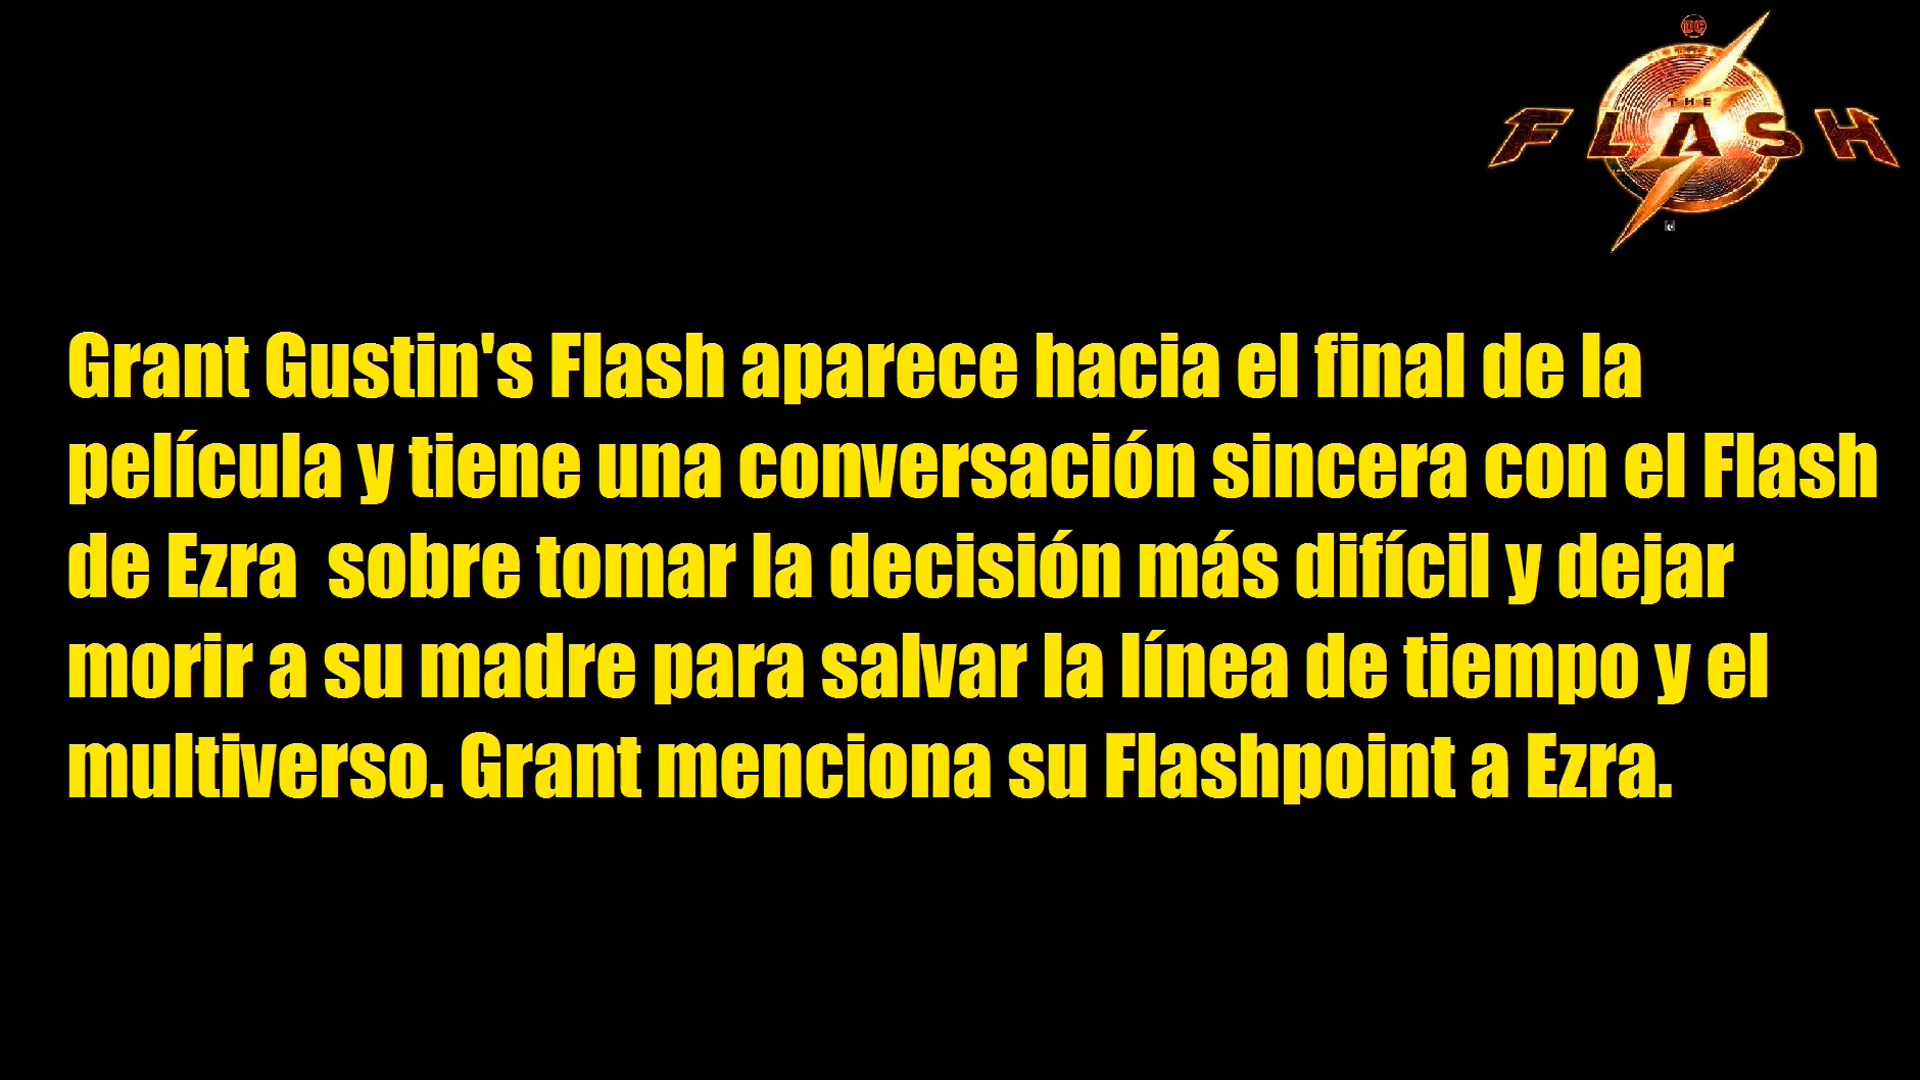 DC
THE
FLASH
Grant Gustin's Flash aparece hacia el final de la
película y tiene una conversación sincera con el Flash
de Ezra  sobre tomar la decisión más difícil y dejar
morir a su madre para salvar la línea de tiempo y el
multiverso. Grant menciona su Flashpoint a Ezra.